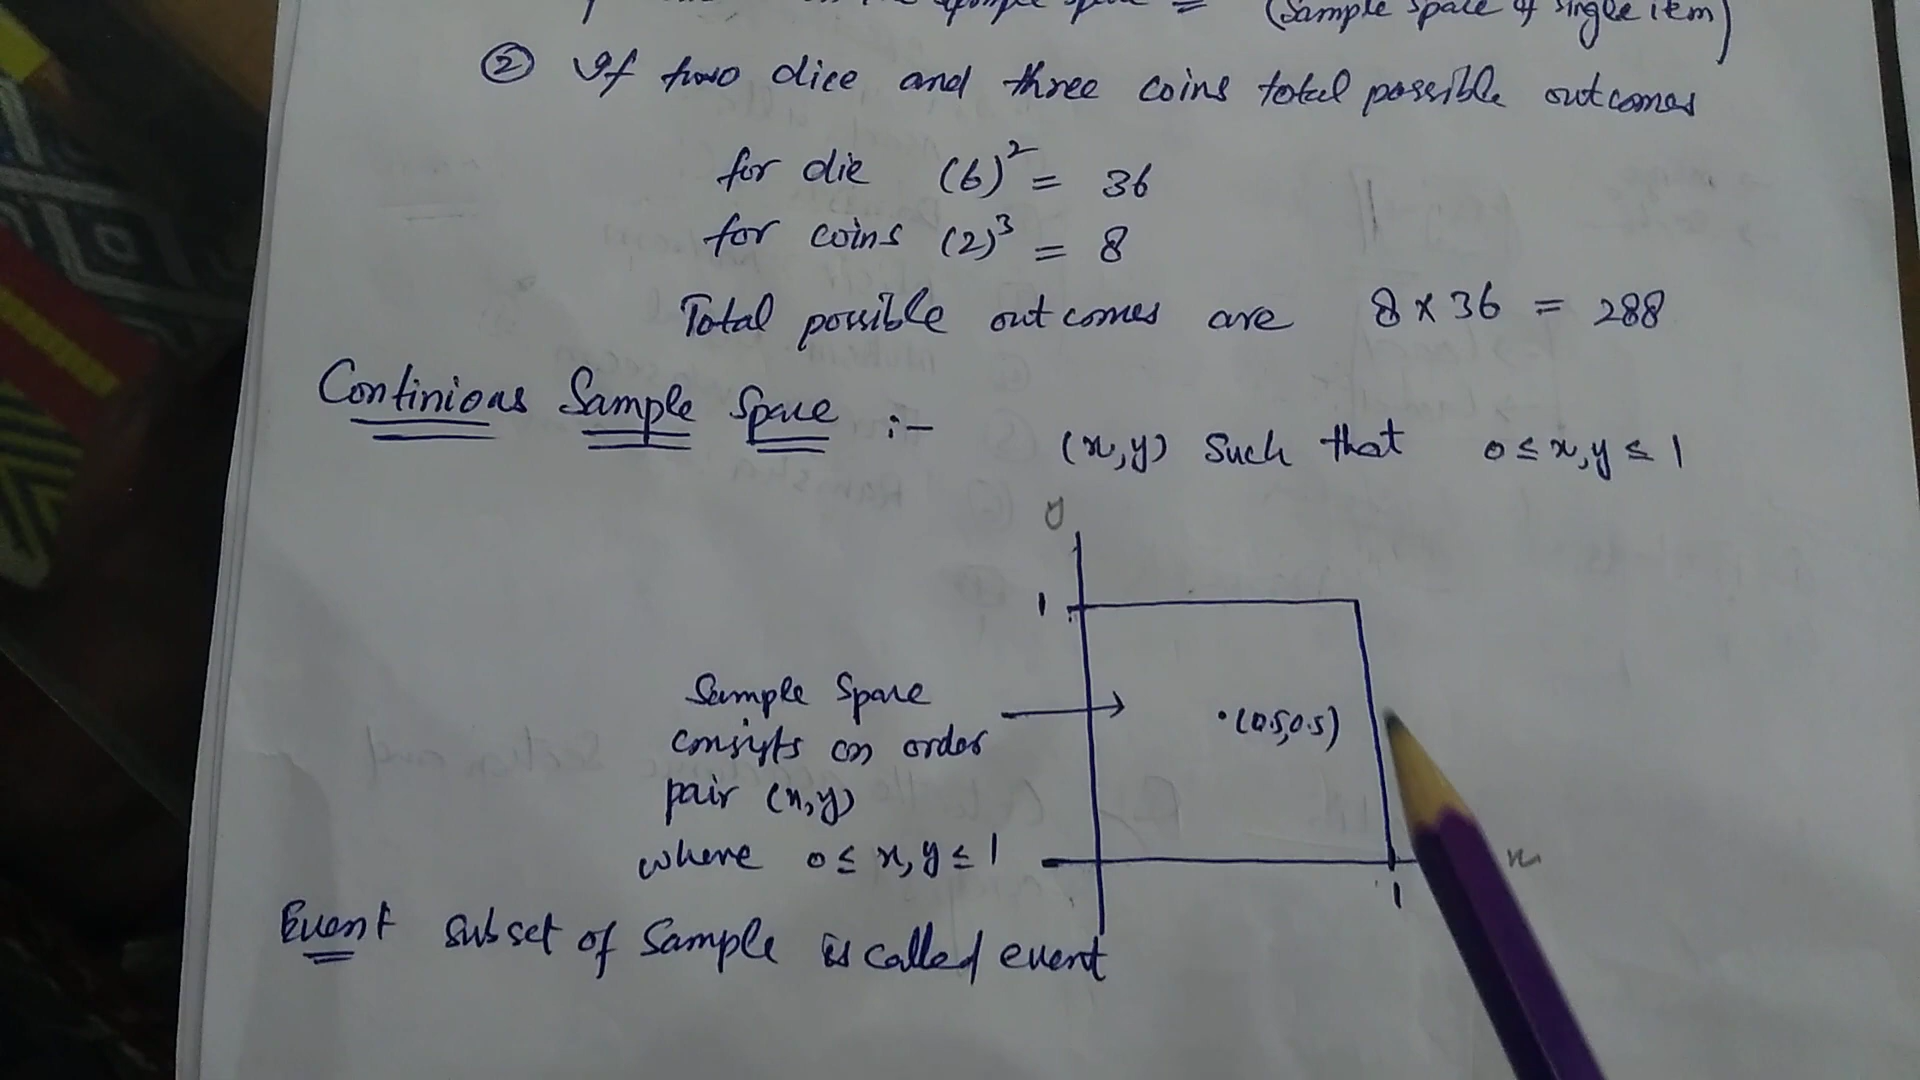 (Sample space of single item)
② If two dice and three coins total possible outcomes
for die (6)² = 36
for coins (2)³ = 8
Total possible outcomes are 8 × 36 = 288
Continious Sample Space :-
(x,y) Such that 0 ≤ x,y ≤ 1
y
1
Sample Space
consists on order
pair (x,y)
where 0 ≤ x,y ≤ 1
(0.5,0.5)
x
1
Event Subset of Sample is called event